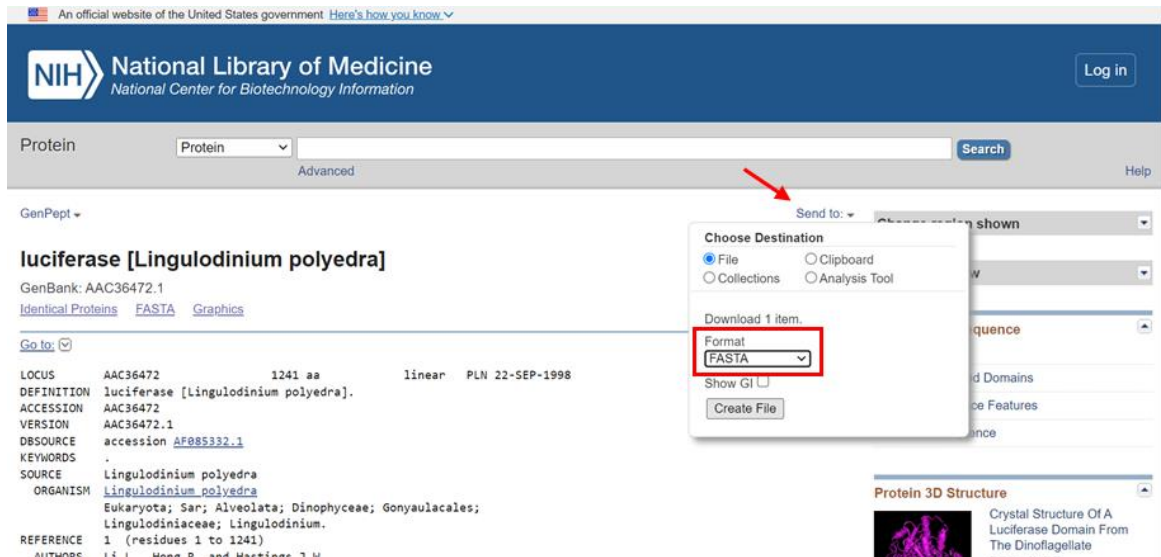 An official website of the United States government Here's how you know
NIH National Library of Medicine
National Center for Biotechnology Information
Log in
Protein
Protein
Search
Advanced
Help
GenPept
Send to:
shown
luciferase [Lingulodinium polyedra]
GenBank: AAC36472.1
Identical Proteins FASTA Graphics
Go to:
Choose Destination
File
Clipboard
Collections
Analysis Tool
Download 1 item.
Format
FASTA
Show GI
Create File
LOCUS AAC36472 1241 aa linear PLN 22-SEP-1998
DEFINITION luciferase [Lingulodinium polyedra].
ACCESSION AAC36472
VERSION AAC36472.1
DBSOURCE accession AF085332.1
KEYWORDS .
SOURCE Lingulodinium polyedra
ORGANISM Lingulodinium polyedra
Eukaryota; Sar; Alveolata; Dinophyceae; Gonyaulacales;
Lingulodiniaceae; Lingulodinium.
REFERENCE 1 (residues 1 to 1241)
quence
d Domains
ce Features
ence
Protein 3D Structure
Crystal Structure Of A
Luciferase Domain From
The Dinoflagellate